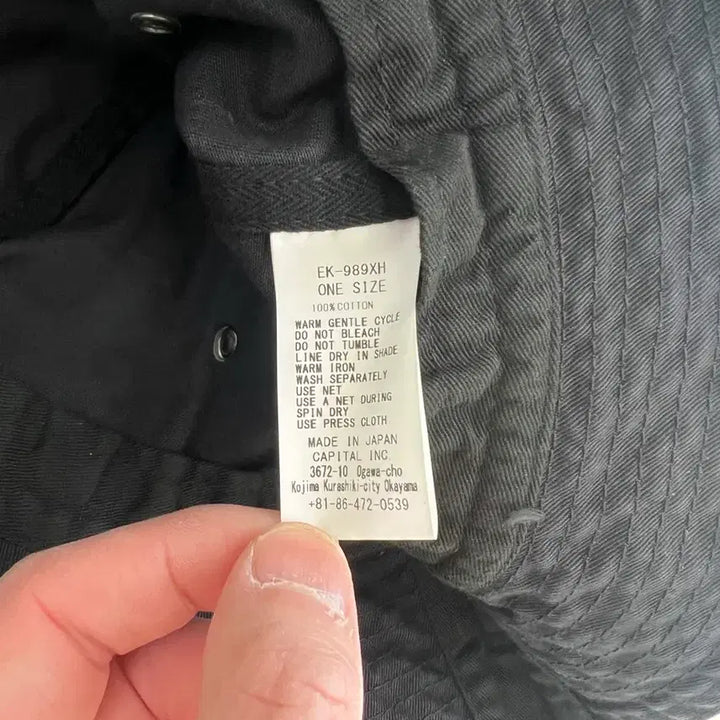 EK-989XH
ONE SIZE
100%COTTON
WARM GENTLE CYCLE
DO NOT BLEACH
DO NOT TUMBLE
LINE DRY IN SHADE
WARM IRON
WASH SEPARATELY
USE NET
USE A NET DURING
SPIN DRY
USE PRESS CLOTH
MADE IN JAPAN
CAPITAL INC.
3672-10 Ogawa-cho
Kojima Kurashiki-city Okayama
+81-86-472-0539